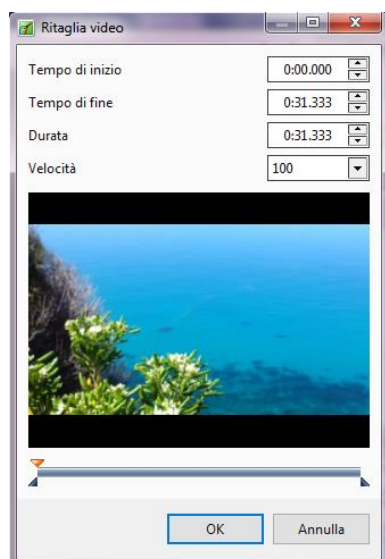 Ritaglia video
Tempo di inizio 0:00.000
Tempo di fine 0:31.333
Durata 0:31.333
Velocità 100
OK Annulla